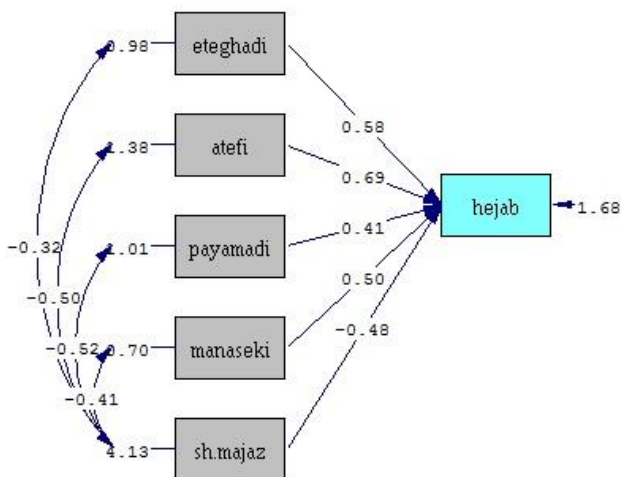 0.98
eteghadi
0.58
1.38
atefi
0.69
hejab
1.68
-0.32
1.01
payamadi
0.41
-0.50
0.50
-0.52
0.70
manaseki
-0.48
-0.41
4.13
sh.majaz